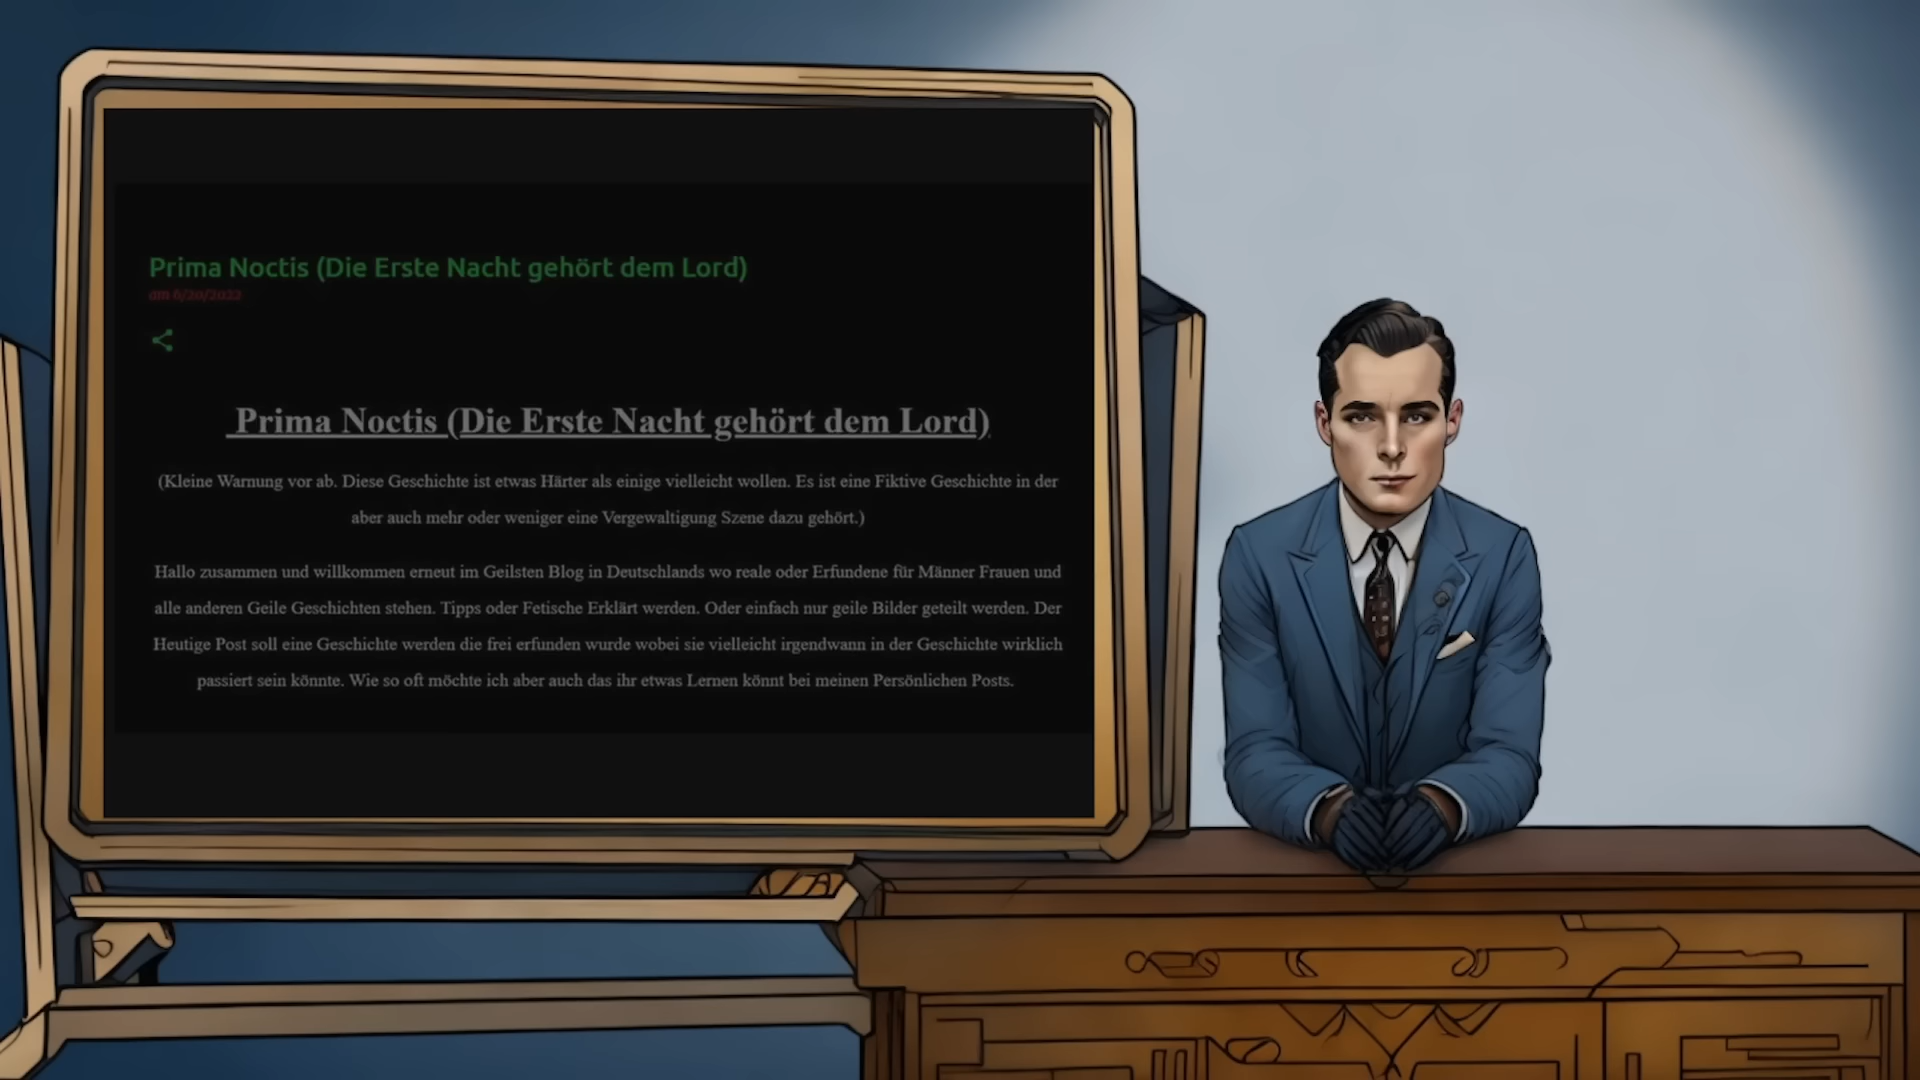 Prima Noctis (Die Erste Nacht gehört dem Lord)
am 6/20/2022
Prima Noctis (Die Erste Nacht gehört dem Lord)
(Kleine Warnung vor ab. Diese Geschichte ist etwas Härter als einige vielleicht wollen. Es ist eine Fiktive Geschichte in der
aber auch mehr oder weniger eine Vergewaltigung Szene dazu gehört.)
Hallo zusammen und willkommen erneut im Geilsten Blog in Deutschlands wo reale oder Erfundene für Männer Frauen und
alle anderen Geile Geschichten stehen. Tipps oder Fetische Erklärt werden. Oder einfach nur geile Bilder geteilt werden. Der
Heutige Post soll eine Geschichte werden die frei erfunden wurde wobei sie vielleicht irgendwann in der Geschichte wirklich
passiert sein könnte. Wie so oft möchte ich aber auch das ihr etwas Lernen könnt bei meinen Persönlichen Posts.